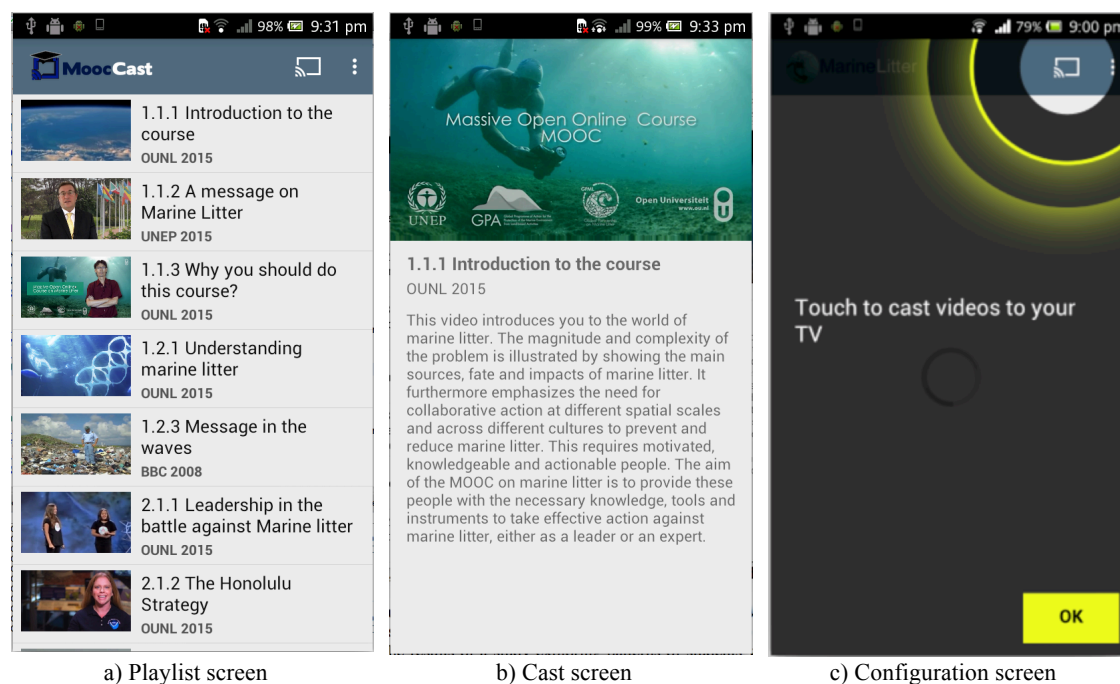 98% 9:31 pm
MoocCast
1.1.1 Introduction to the
course
OUNL 2015
1.1.2 A message on
Marine Litter
UNEP 2015
1.1.3 Why you should do
this course?
OUNL 2015
1.2.1 Understanding
marine litter
OUNL 2015
1.2.3 Message in the
waves
BBC 2008
2.1.1 Leadership in the
battle against Marine litter
OUNL 2015
2.1.2 The Honolulu
Strategy
OUNL 2015
a) Playlist screen
99% 9:33 pm
Massive Open Online Course
MOOC
UNEP
GPA
Open Universiteit
www.ou.nl
1.1.1 Introduction to the course
OUNL 2015
This video introduces you to the world of
marine litter. The magnitude and complexity of
the problem is illustrated by showing the main
sources, fate and impacts of marine litter. It
furthermore emphasizes the need for
collaborative action at different spatial scales
and across different cultures to prevent and
reduce marine litter. This requires motivated,
knowledgeable and actionable people. The aim
of the MOOC on marine litter is to provide these
people with the necessary knowledge, tools and
instruments to take effective action against
marine litter, either as a leader or an expert.
b) Cast screen
79% 9:00 pm
MarineLitter
Touch to cast videos to your
TV
OK
c) Configuration screen